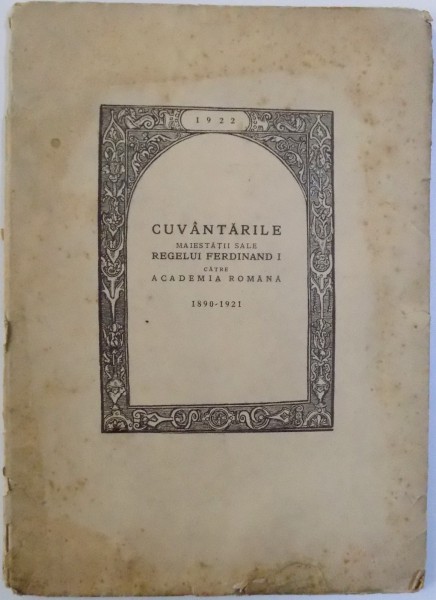 1922
CUVÂNTĂRILE
MAIESTĂȚII SALE
REGELUI FERDINAND I
CĂTRE
ACADEMIA ROMÂNĂ
1890-1921